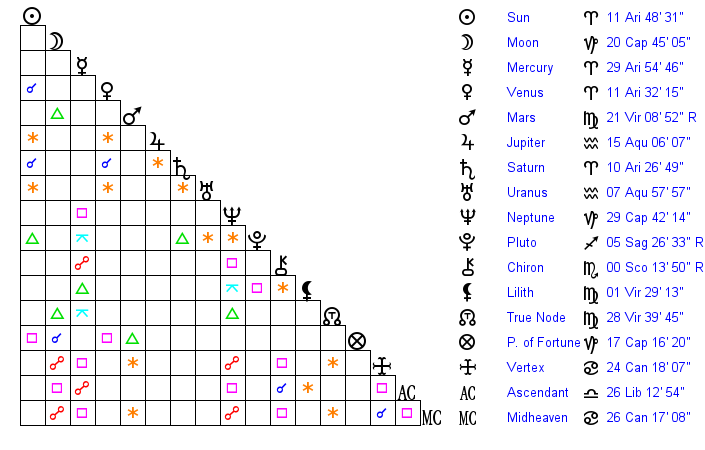 Sun 11 Ari 48' 31"
Moon 20 Cap 45' 05"
Mercury 29 Ari 54' 46"
Venus 11 Ari 32' 15"
Mars 21 Vir 08' 52" R
Jupiter 15 Aqu 06' 07"
Saturn 10 Ari 26' 49"
Uranus 07 Aqu 57' 57"
Neptune 29 Cap 42' 14"
Pluto 05 Sag 26' 33" R
Chiron 00 Sco 13' 50" R
Lilith 01 Vir 29' 13"
True Node 28 Vir 39' 45"
P. of Fortune 17 Cap 16' 20"
Vertex 24 Can 18' 07"
AC AC Ascendant 26 Lib 12' 54"
MC MC Midheaven 26 Can 17' 08"